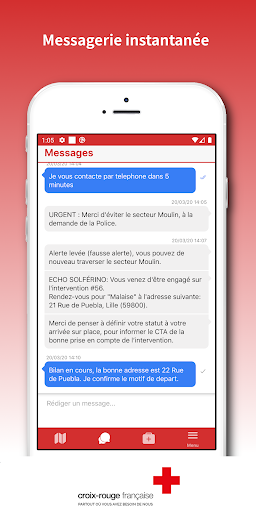 Messagerie instantanée
1:05
Messages
20/03/20 14:04
Je vous contacte par telephone dans 5
minutes
20/03/20 14:05
URGENT : Merci d'éviter le secteur Moulin, à la
demande de la Police.
20/03/20 14:07
Alerte levée (fausse alerte), vous pouvez de
nouveau traverser le secteur Moulin.
ECHO SOLFÉRINO: Vous venez d'être engagé sur
l'intervention #56.
Rendez-vous pour "Malaise" à l'adresse suivante:
21 Rue de Puebla, Lille (59800).
Merci de penser à définir votre statut à votre
arrivée sur place, pour informer le CTA de la
bonne prise en compte de l'intervention.
20/03/20 14:10
Bilan en cours, la bonne adresse est 22 Rue
de Puebla. Je confirme le motif de depart.
Rédiger un message...
Menu
croix-rouge française
PARTOUT OÙ VOUS AVEZ BESOIN DE NOUS